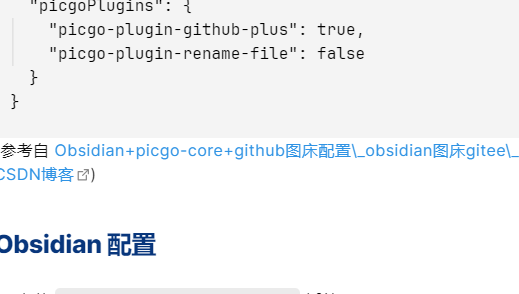 "picgoPlugins": {
"picgo-plugin-github-plus": true,
"picgo-plugin-rename-file": false
}
}
参考自 Obsidian+picgo-core+github图床配置\_obsidian图床gitee\_
CSDN博客)
Obsidian 配置